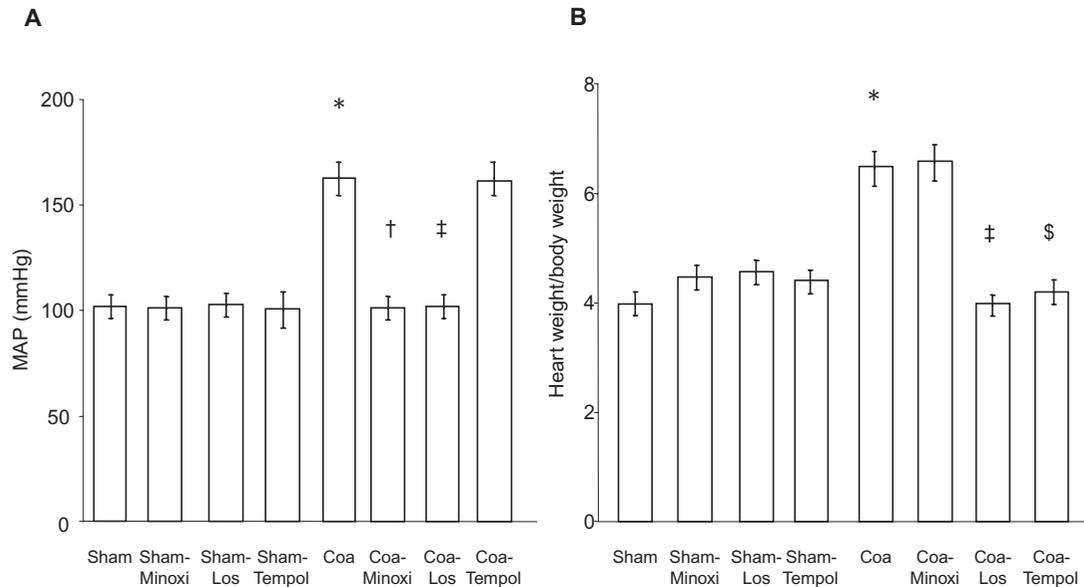 A
B
200
150
100
50
0
MAP (mmHg)
*
†
‡
Sham Sham- Sham- Sham- Coa Coa- Coa- Coa-
Minoxi Los Tempol Minoxi Los Tempol
8
6
4
2
0
Heart weight/body weight
*
‡
$
Sham Sham- Sham- Sham- Coa Coa- Coa- Coa-
Minoxi Los Tempol Minoxi Los Tempol